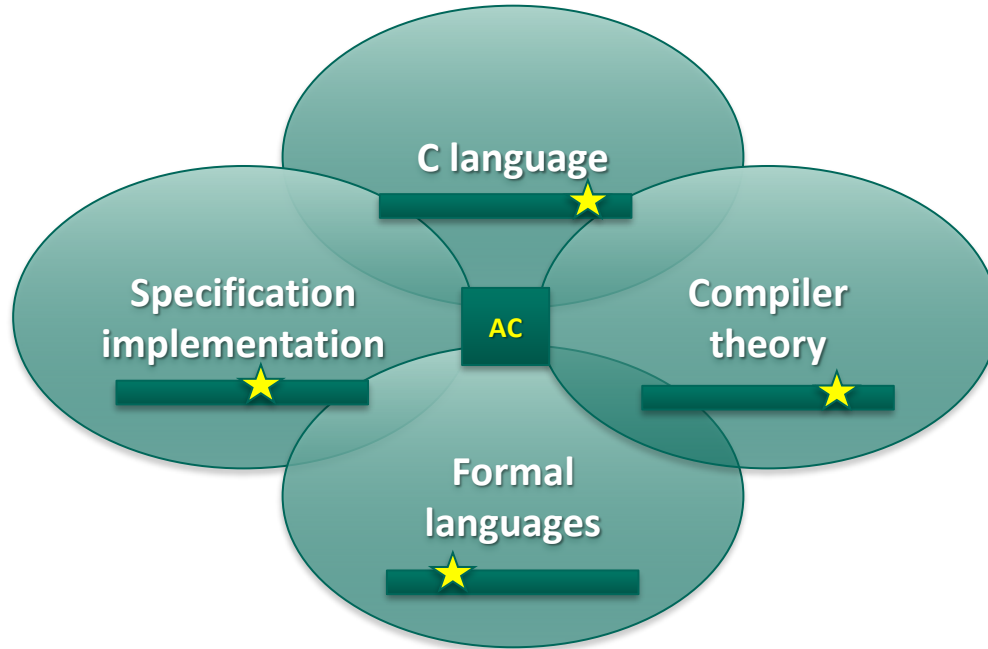 C language
Specification
implementation
AC
Compiler
theory
Formal
languages